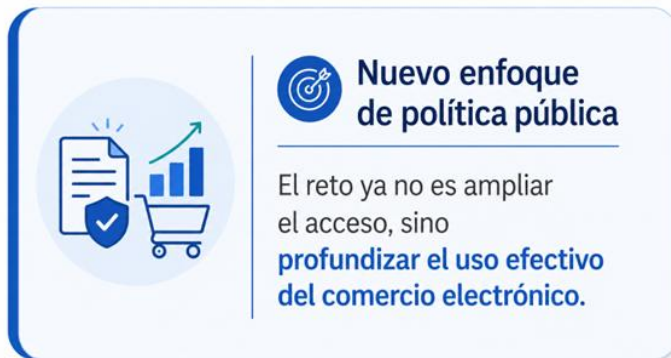 Nuevo enfoque
de política pública
El reto ya no es ampliar
el acceso, sino
profundizar el uso efectivo
del comercio electrónico.